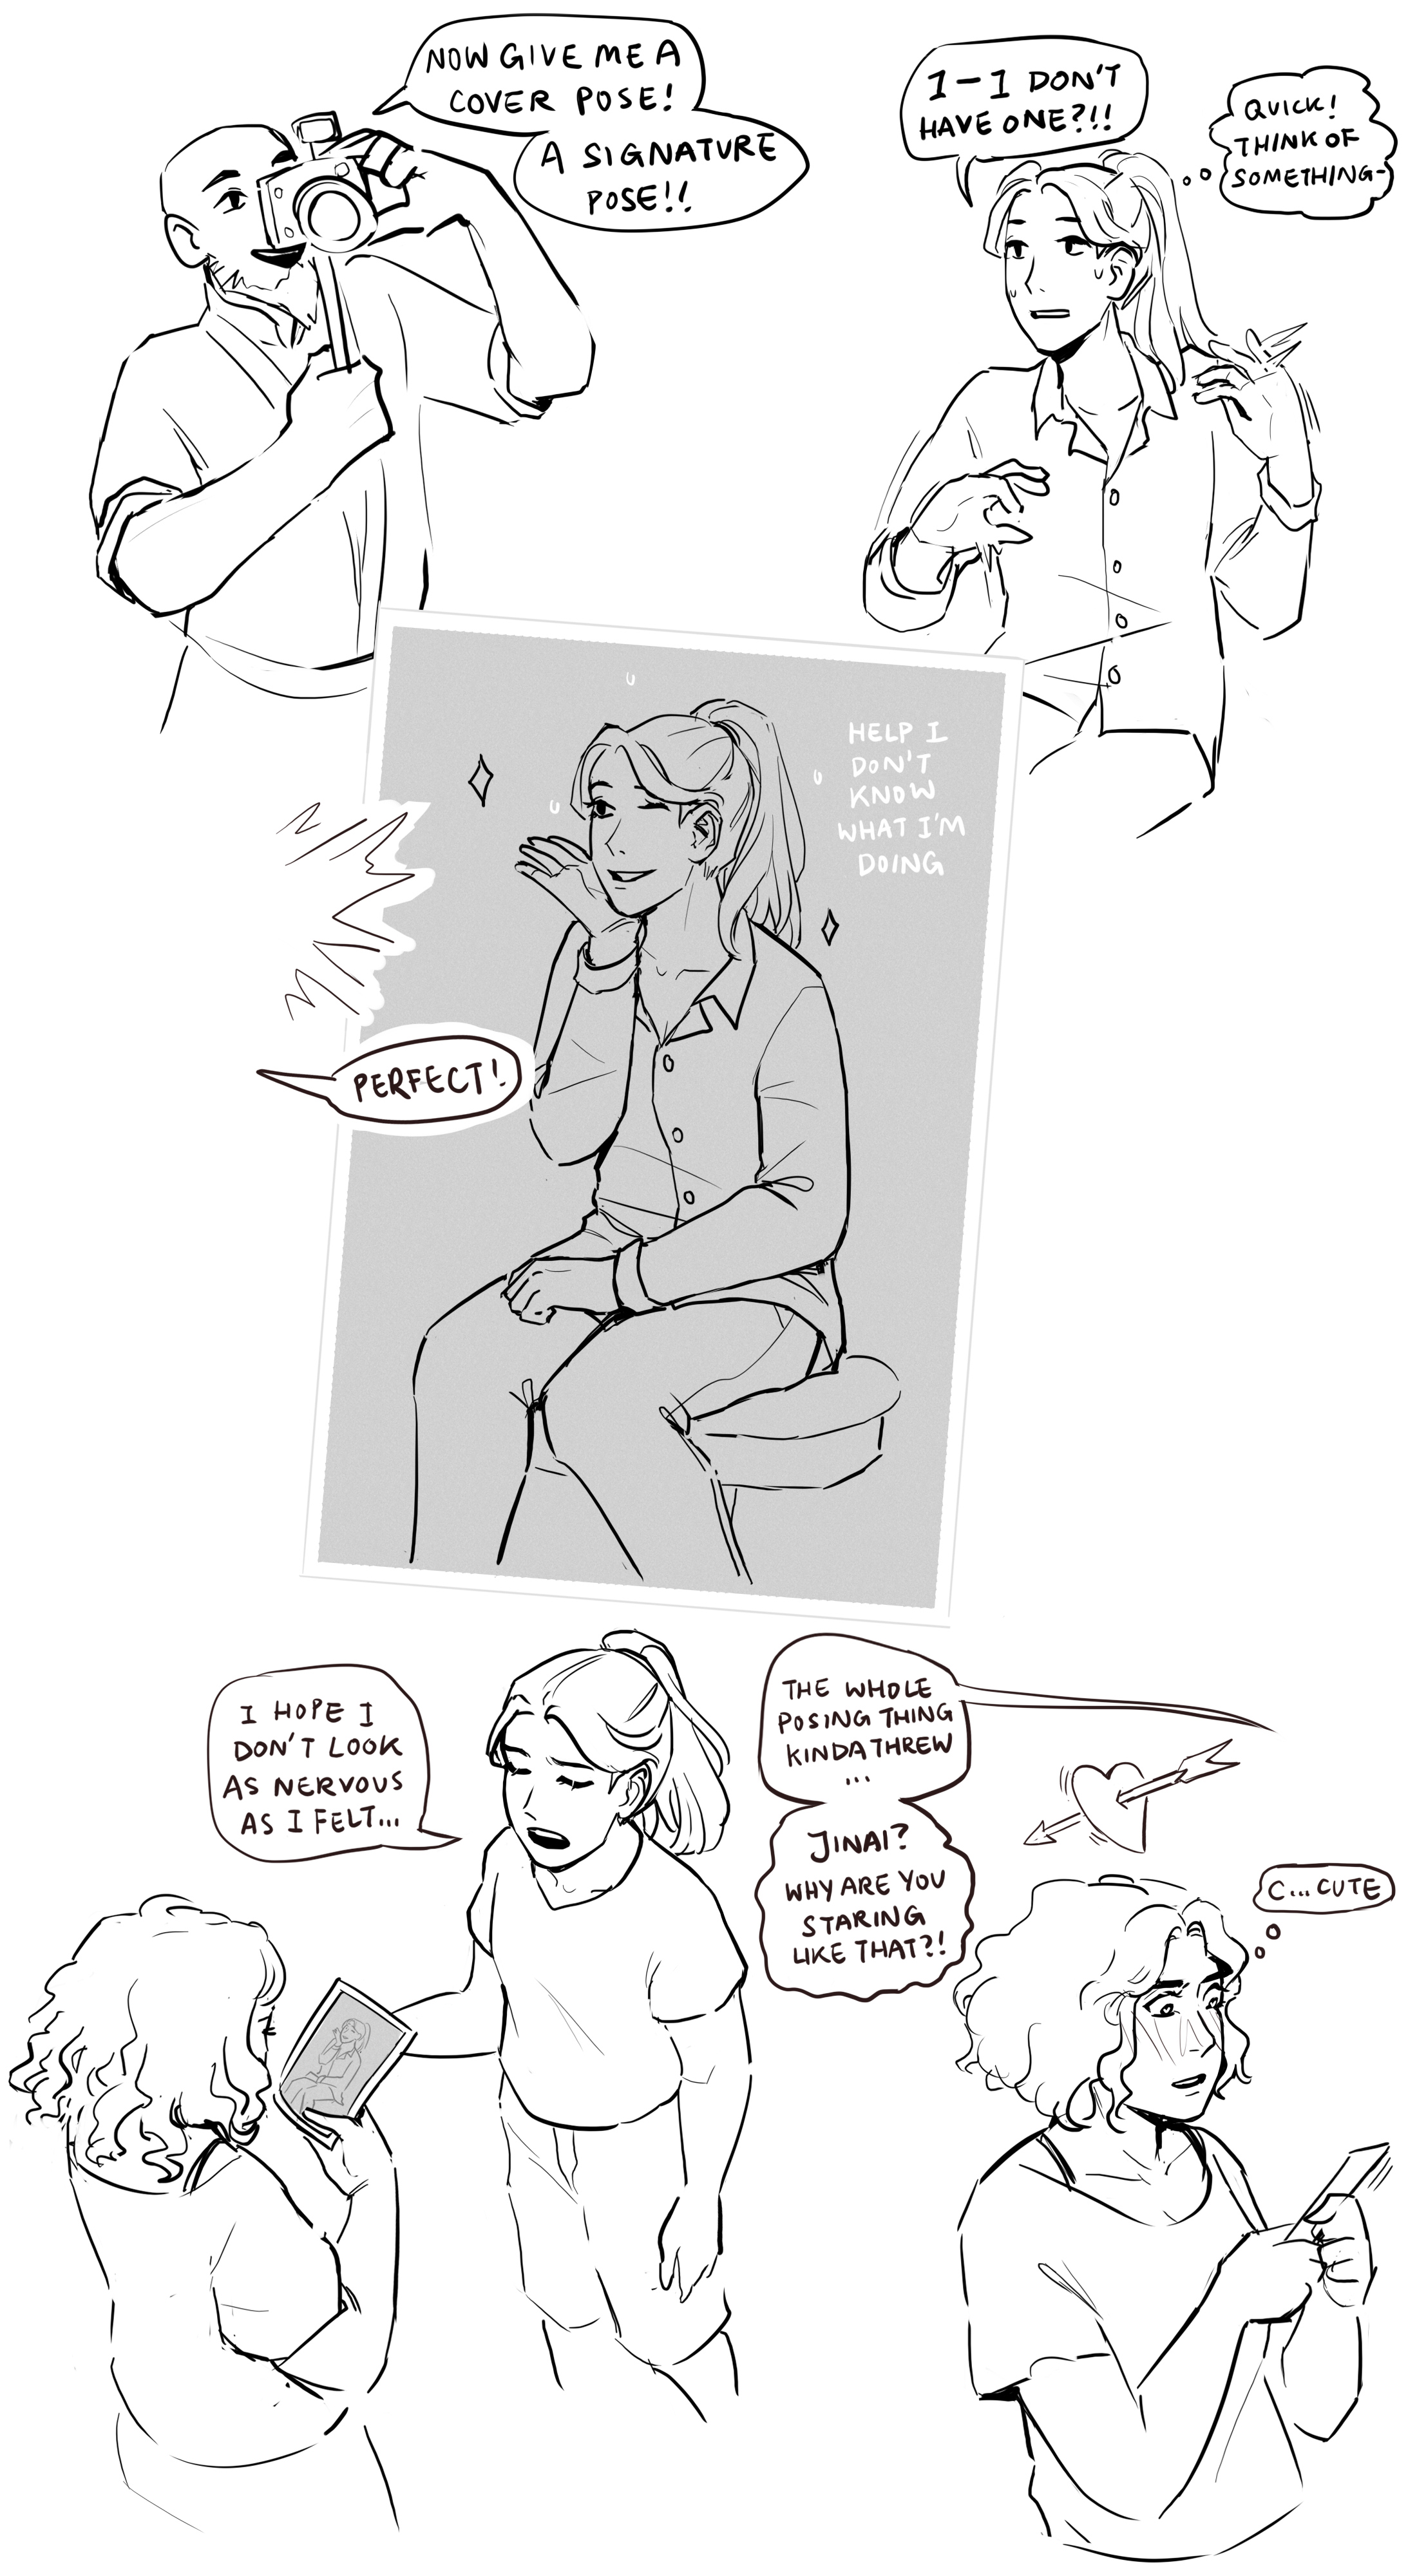 NOW GIVE ME A
COVER POSE!
A SIGNATURE
POSE!!
I-I DON'T
HAVE ONE?!!
QUICK!
THINK OF
SOMETHING-
HELP I
DON'T
KNOW
WHAT I'M
DOING
PERFECT!
I HOPE I
DON'T LOOK
AS NERVOUS
AS I FELT...
THE WHOLE
POSING THING
KINDA THREW
...
JINAI?
WHY ARE YOU
STARING
LIKE THAT?!
C...CUTE